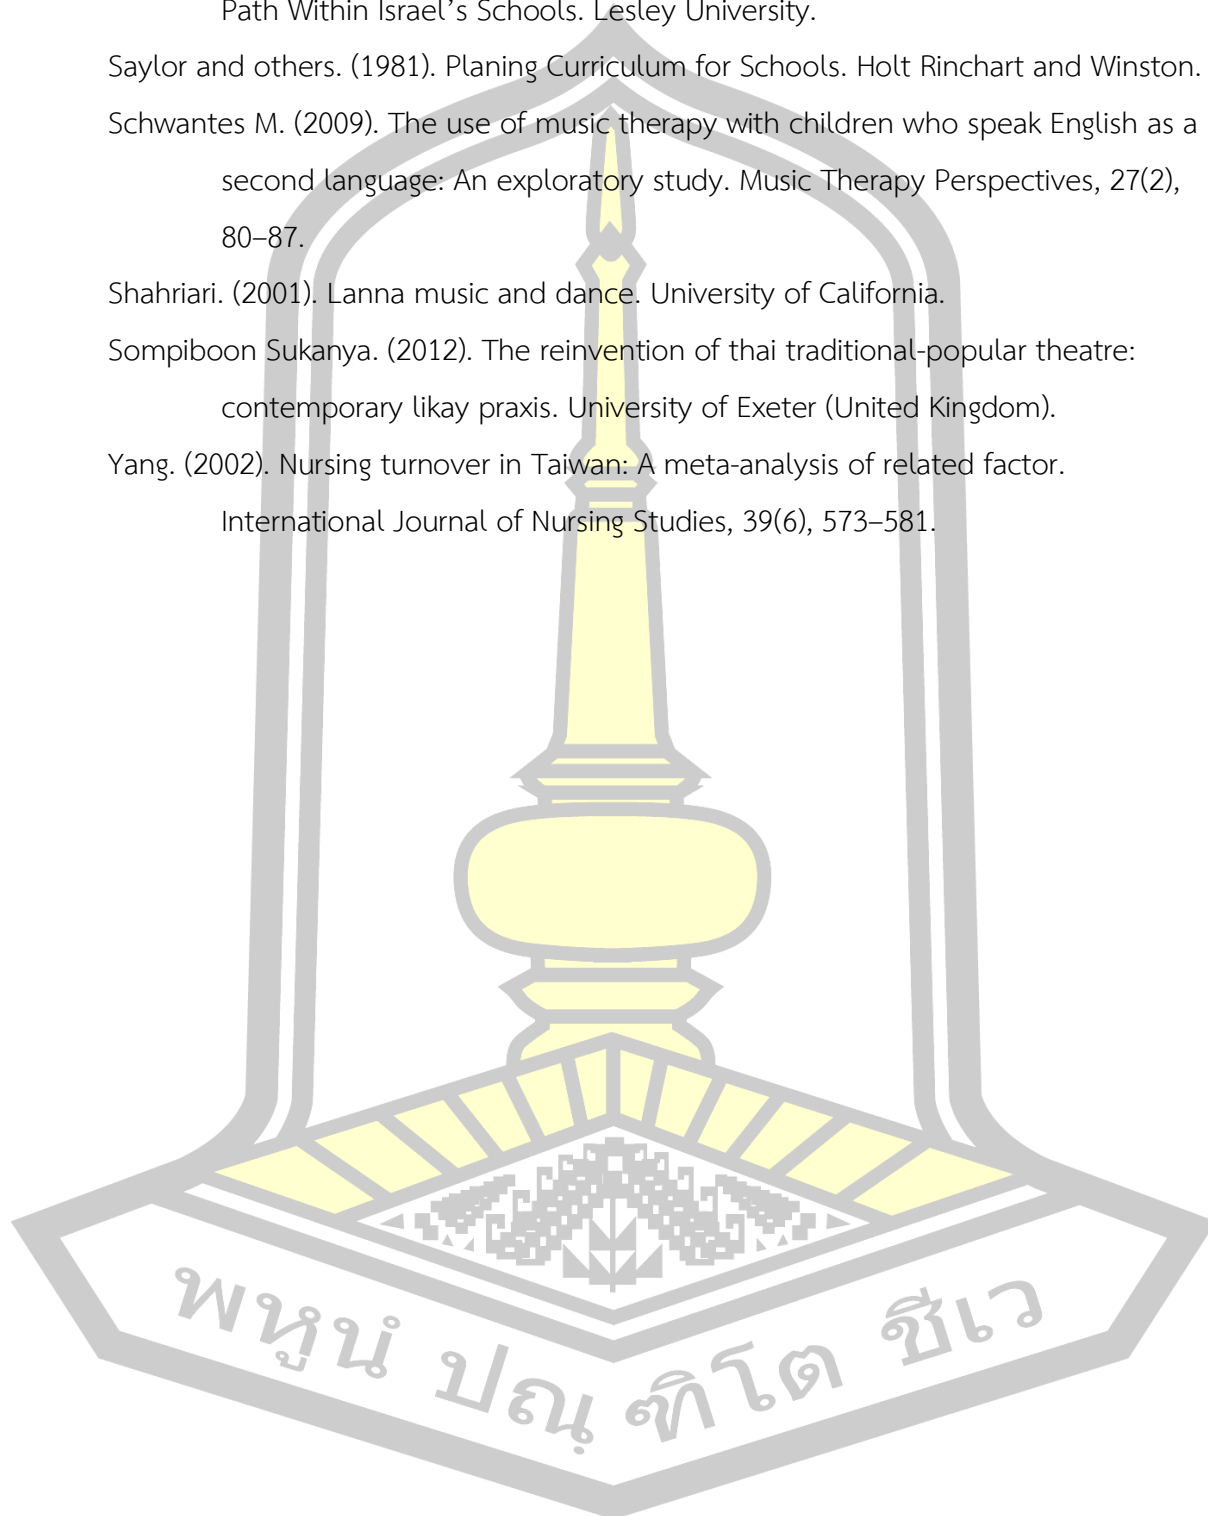 Path Within Israel's Schools. Lesley University.
Saylor and others. (1981). Planing Curriculum for Schools. Holt Rinchart and Winston.
Schwantes M. (2009). The use of music therapy with children who speak English as a
second language: An exploratory study. Music Therapy Perspectives, 27(2),
80–87.
Shahriari. (2001). Lanna music and dance. University of California.
Sompiboon Sukanya. (2012). The reinvention of thai traditional-popular theatre:
contemporary likay praxis. University of Exeter (United Kingdom).
Yang. (2002). Nursing turnover in Taiwan: A meta-analysis of related factor.
International Journal of Nursing Studies, 39(6), 573–581.
พหูนํ ปณฺฑิโต ชีเว